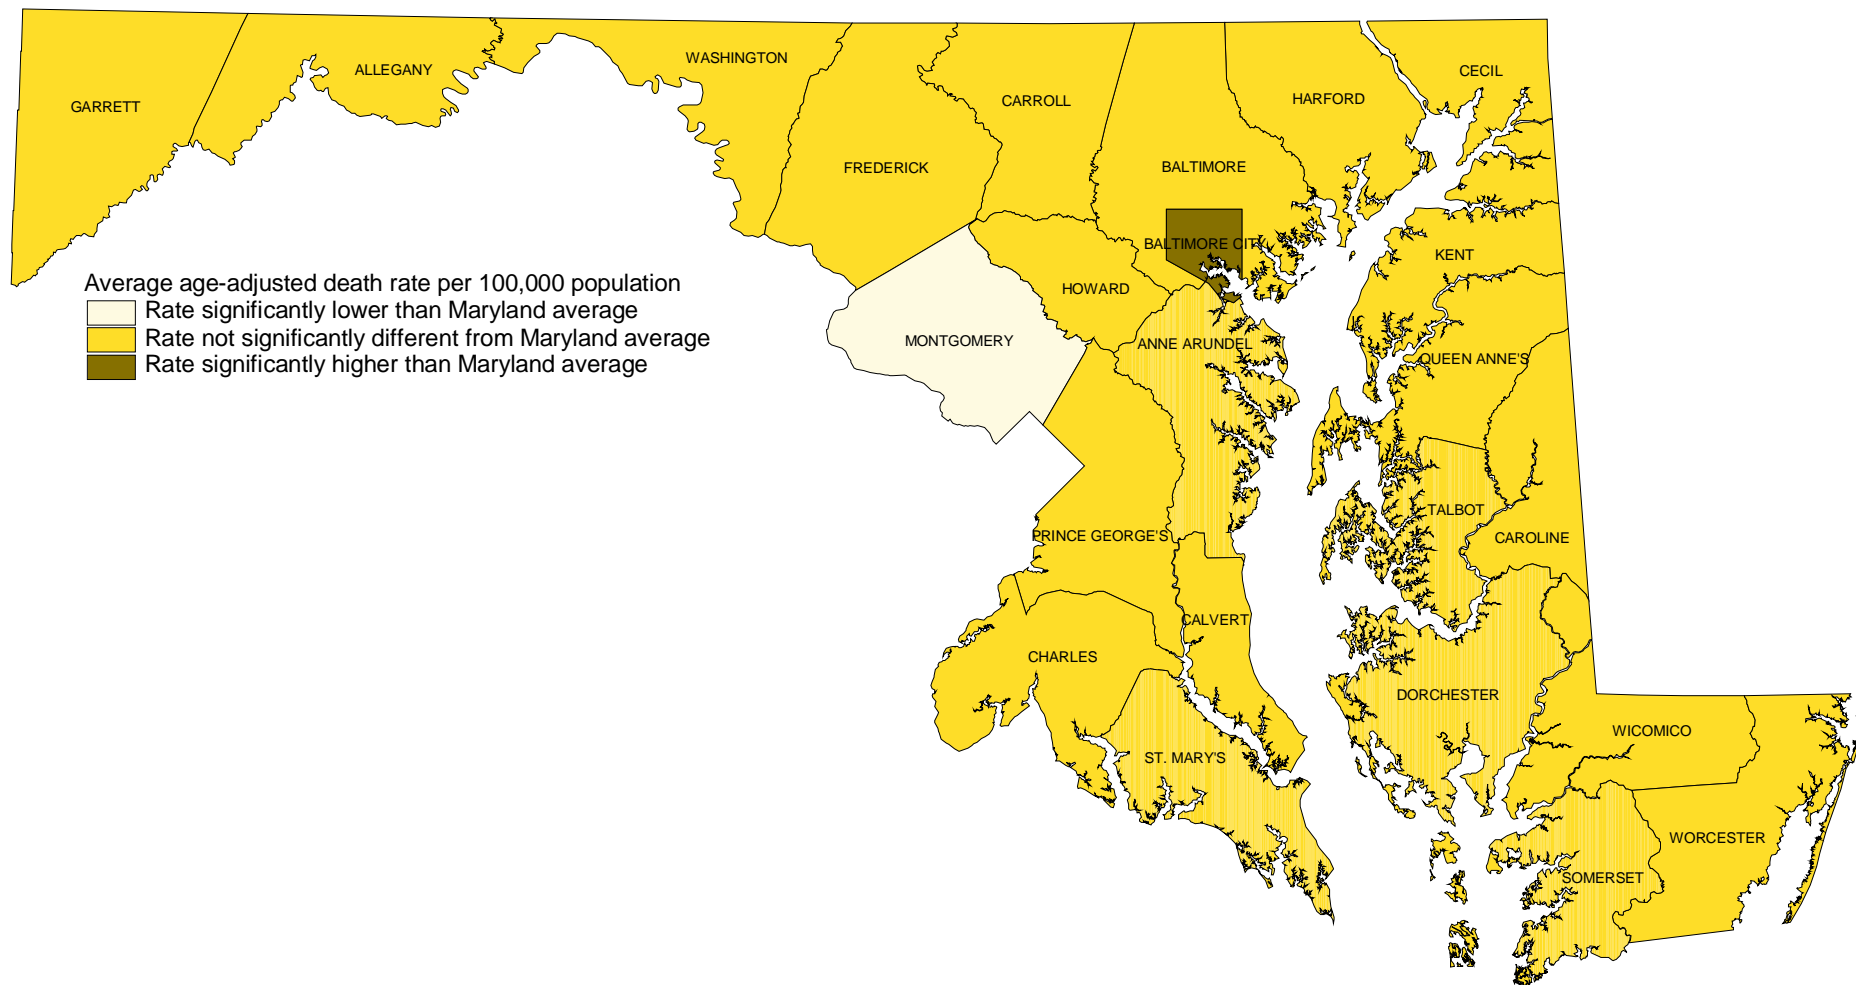 WASHINGTON
ALLEGANY
CECIL
GARRETT
CARROLL
HARFORD
FREDERICK
BALTIMORE
BALTIMORE CITY
KENT
Average age-adjusted death rate per 100,000 population
Rate significantly lower than Maryland average
Rate not significantly different from Maryland average
Rate significantly higher than Maryland average
HOWARD
MONTGOMERY
ANNE ARUNDEL
QUEEN ANNE'S
TALBOT
PRINCE GEORGE'S
CAROLINE
CALVERT
CHARLES
DORCHESTER
WICOMICO
ST. MARY'S
WORCESTER
SOMERSET